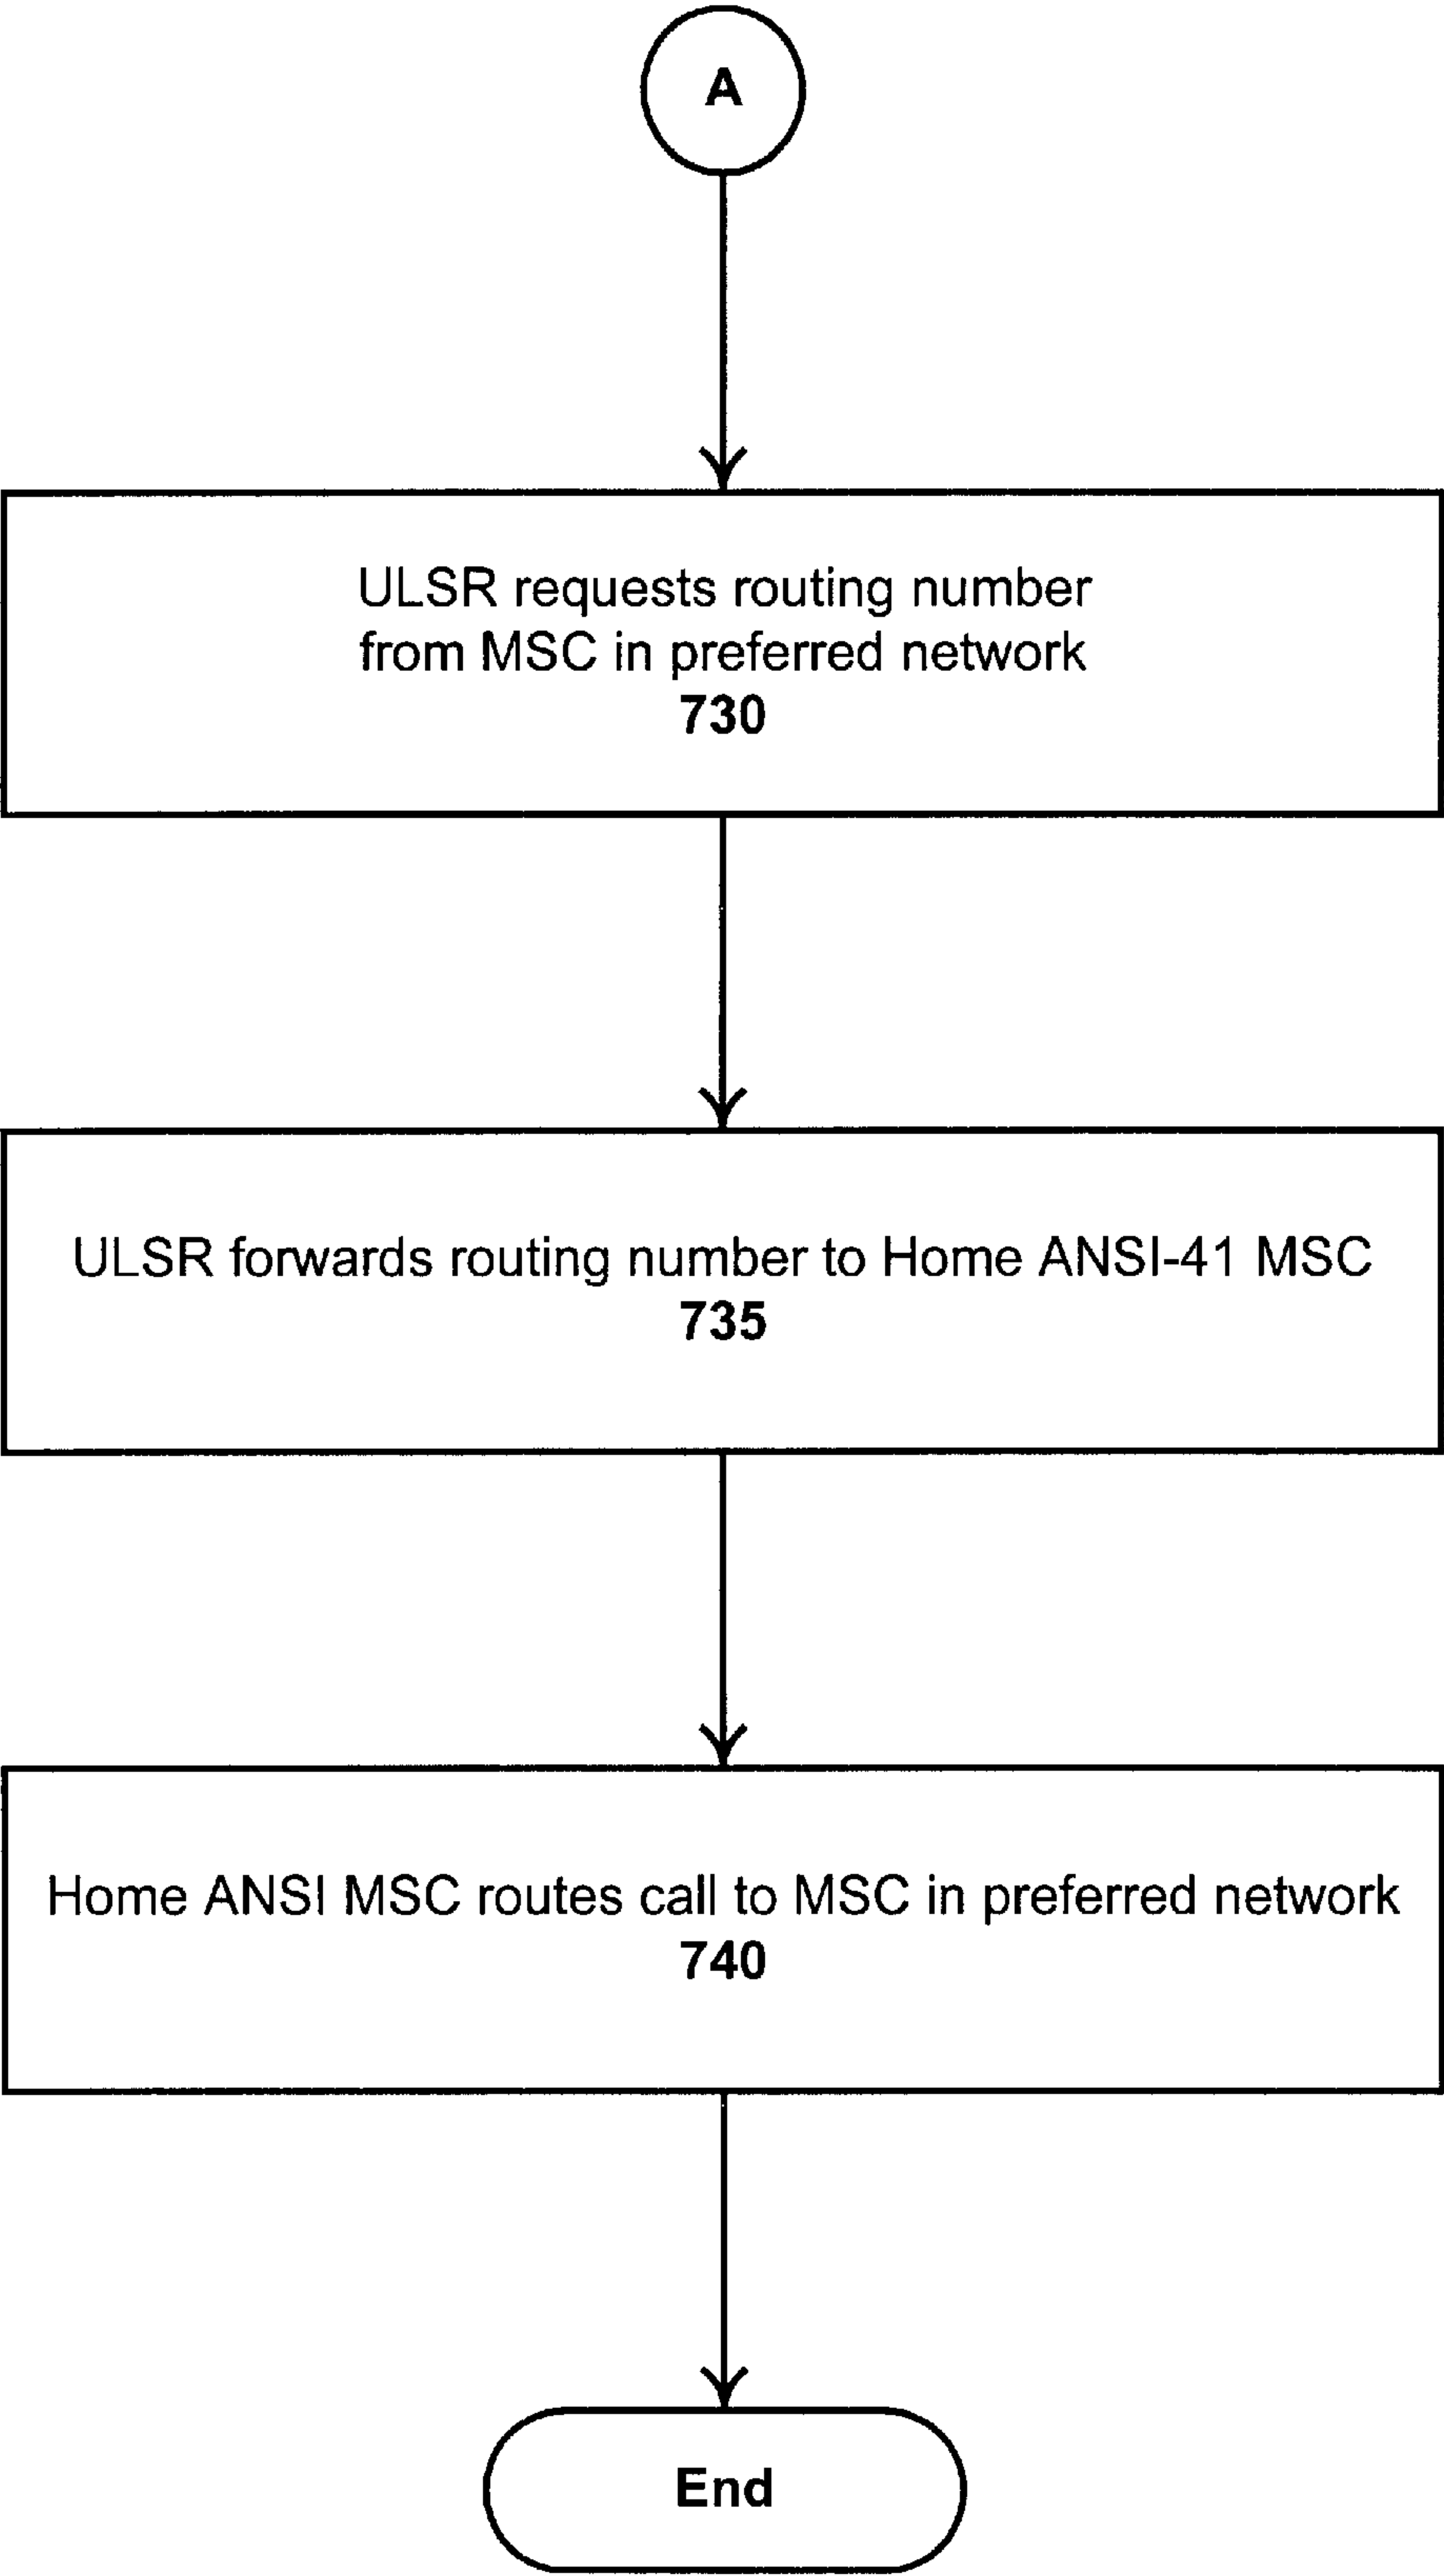 A
ULSR requests routing number
from MSC in preferred network
730
ULSR forwards routing number to Home ANSI-41 MSC
735
Home ANSI MSC routes call to MSC in preferred network
740
End